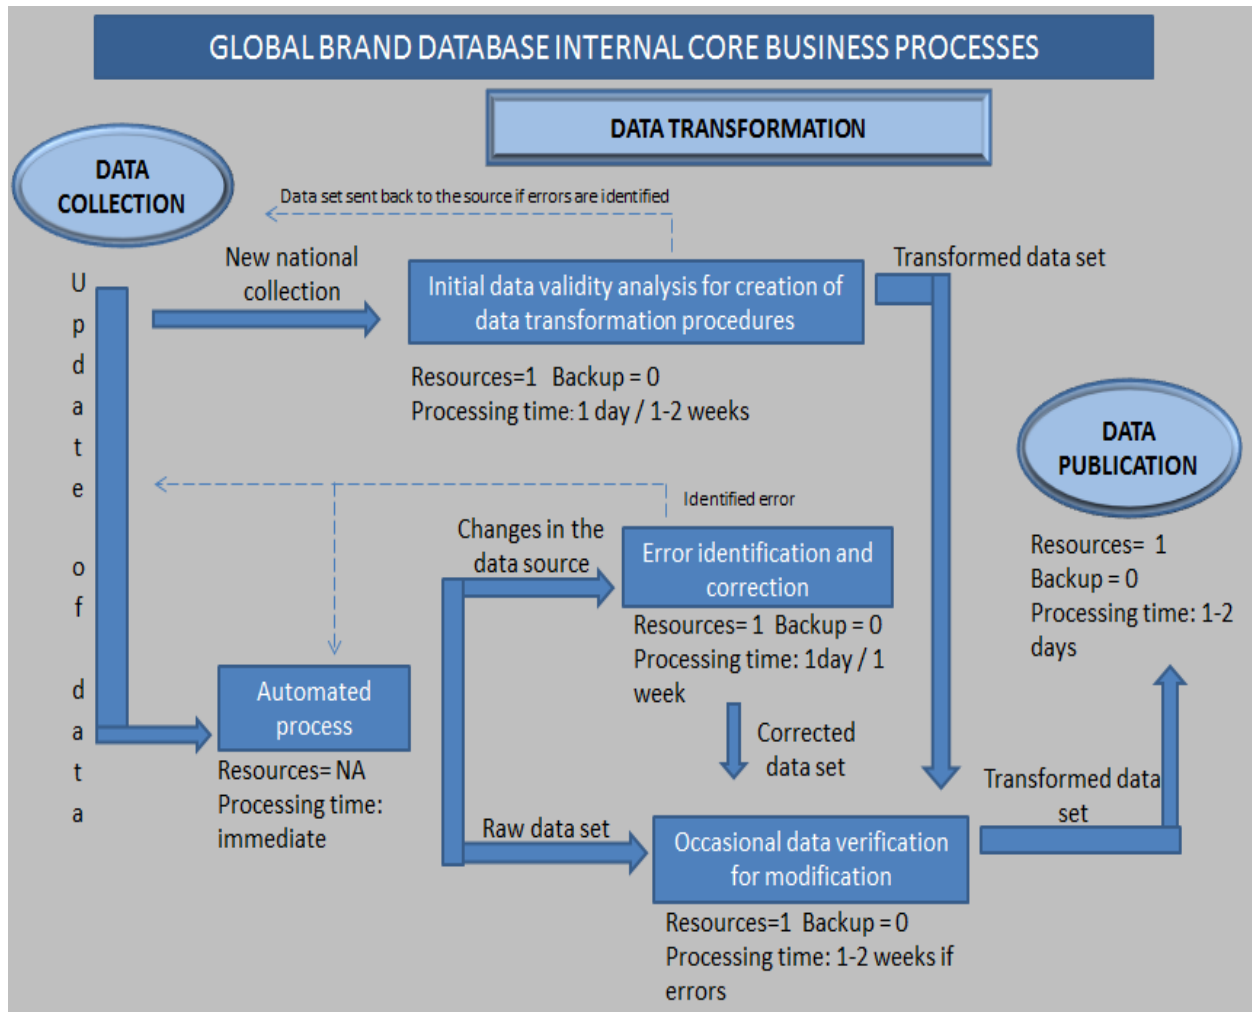 GLOBAL BRAND DATABASE INTERNAL CORE BUSINESS PROCESSES
DATA TRANSFORMATION
DATA
COLLECTION
Data set sent back to the source if errors are identified
New national
collection
Initial data validity analysis for creation of
data transformation procedures
Transformed data set
Resources=1 Backup = 0
Processing time: 1 day / 1-2 weeks
Update of data
DATA
PUBLICATION
Resources= 1
Backup = 0
Processing time: 1-2
days
Identified error
Changes in the
data source
Error identification and
correction
Resources= 1 Backup = 0
Processing time: 1day / 1
week
Automated
process
Resources= NA
Processing time:
immediate
Corrected
data set
Raw data set
Occasional data verification
for modification
Transformed data
set
Resources=1 Backup = 0
Processing time: 1-2 weeks if
errors